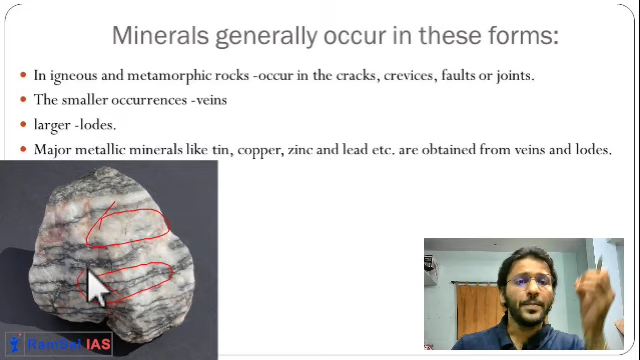 Minerals generally occur in these forms:
In igneous and metamorphic rocks -occur in the cracks, crevices, faults or joints.
The smaller occurrences -veins
larger -lodes.
Major metallic minerals like tin, copper, zinc and lead etc. are obtained from veins and lodes.
RamSai IAS